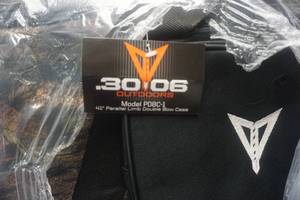 .30-06
OUTDOORS
Model PDBC-1
42" Parallel Limb Double Bow Case